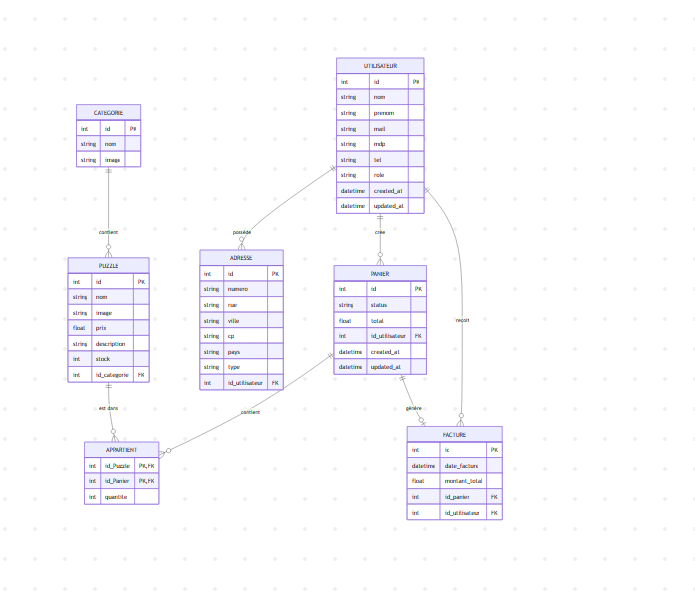 UTILISATEUR
int id PK
string nom
string prenom
string mail
string mdp
string tel
string role
datetime created_at
datetime updated_at
CATEGORIE
int id PK
string nom
string image
possède
crée
contient
reçoit
PUZZLE
int id PK
string nom
string image
float prix
string description
int stock
int id_categorie FK
ADRESSE
int id PK
string numero
string rue
string ville
string cp
string pays
string type
int id_utilisateur FK
PANIER
int id PK
string status
float total
int id_utilisateur FK
datetime created_at
datetime updated_at
est dans
contient
génère
APPARTIENT
int id_Puzzle PK,FK
int id_Panier PK,FK
int quantite
FACTURE
int PK
datetime date_facture
float montant_total
int id_panier FK
int id_utilisateur FK